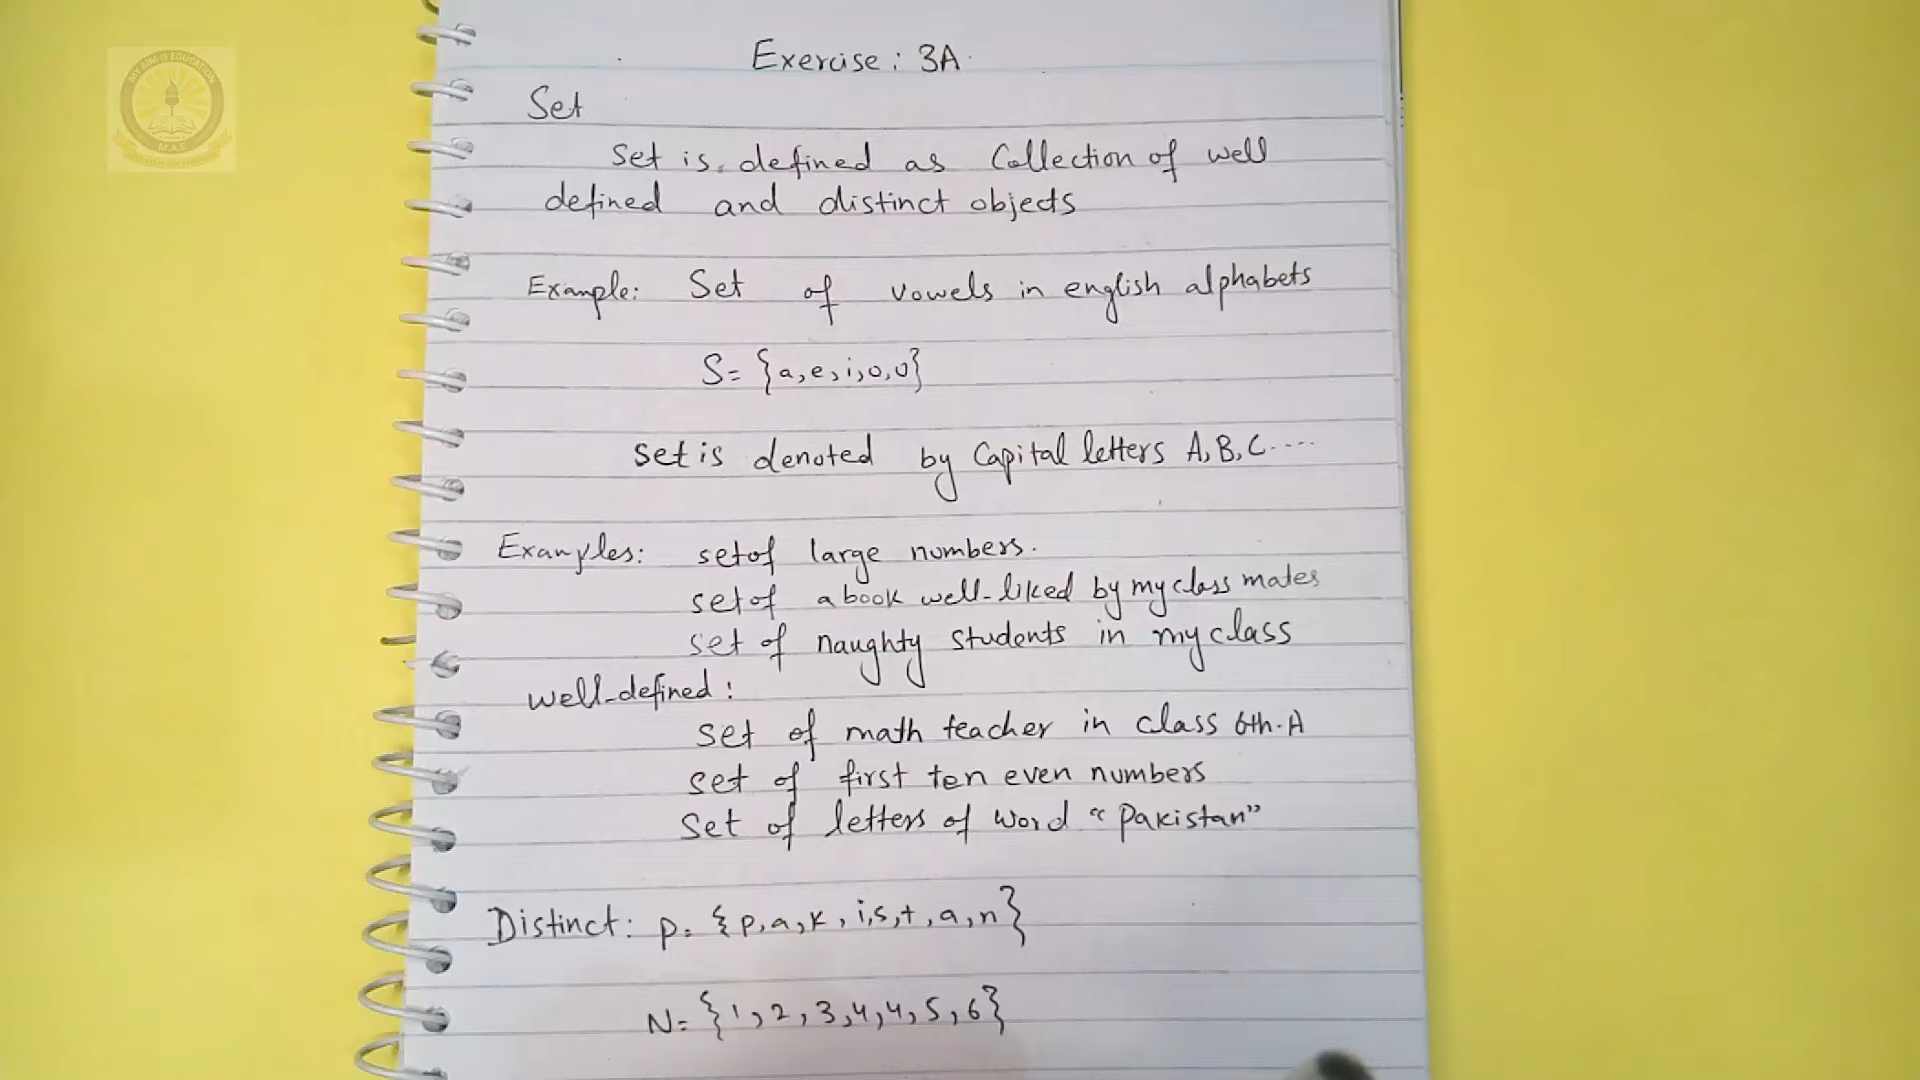 MY AIM IS EDUCATION
M.A.E
Exercise: 3A.
Set
Set is defined as Collection of well
defined and distinct objects
Example: Set of vowels in english alphabets
S= {a,e,i,o,u}
set is denoted by Capital letters A,B,C....
Examples: set of large numbers.
set of a book well-liked by my class mates
set of naughty students in my class
well-defined:
set of math teacher in class 6th-A
set of first ten even numbers
Set of letters of word "Pakistan"
Distinct: P= {P,a,k,i,s,t,a,n}
N= {1,2,3,4,4,5,6}